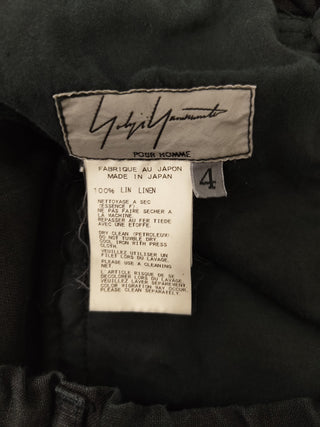 Yohji Yamamoto
POUR HOMME
4
FABRIQUE AU JAPON
MADE IN JAPAN
100% LIN LINEN
NETTOYAGE A SEC
(ESSENCE F)
NE PAS FAIRE SECHER A
LA MACHINE
REPASSER AU FER TIEDE
AVEC UNE ETOFFE
DRY CLEAN (PETROLEUM)
DO NOT TUMBLE DRY
COOL IRON WITH PRESS
CLOTH
VEUILLEZ UTILISER UN
FILET LORS DU LAVAGE.
PLEASE USE A CLEANING
NET.
L'ARTICLE RISQUE DE SE
DECOLORER LORS DU LAVAGE.
VEUILLEZ LAVER SEPAREMENT
COLOR MIGRATION MAY OCCUR.
PLEASE CLEAN SEPARATELY.